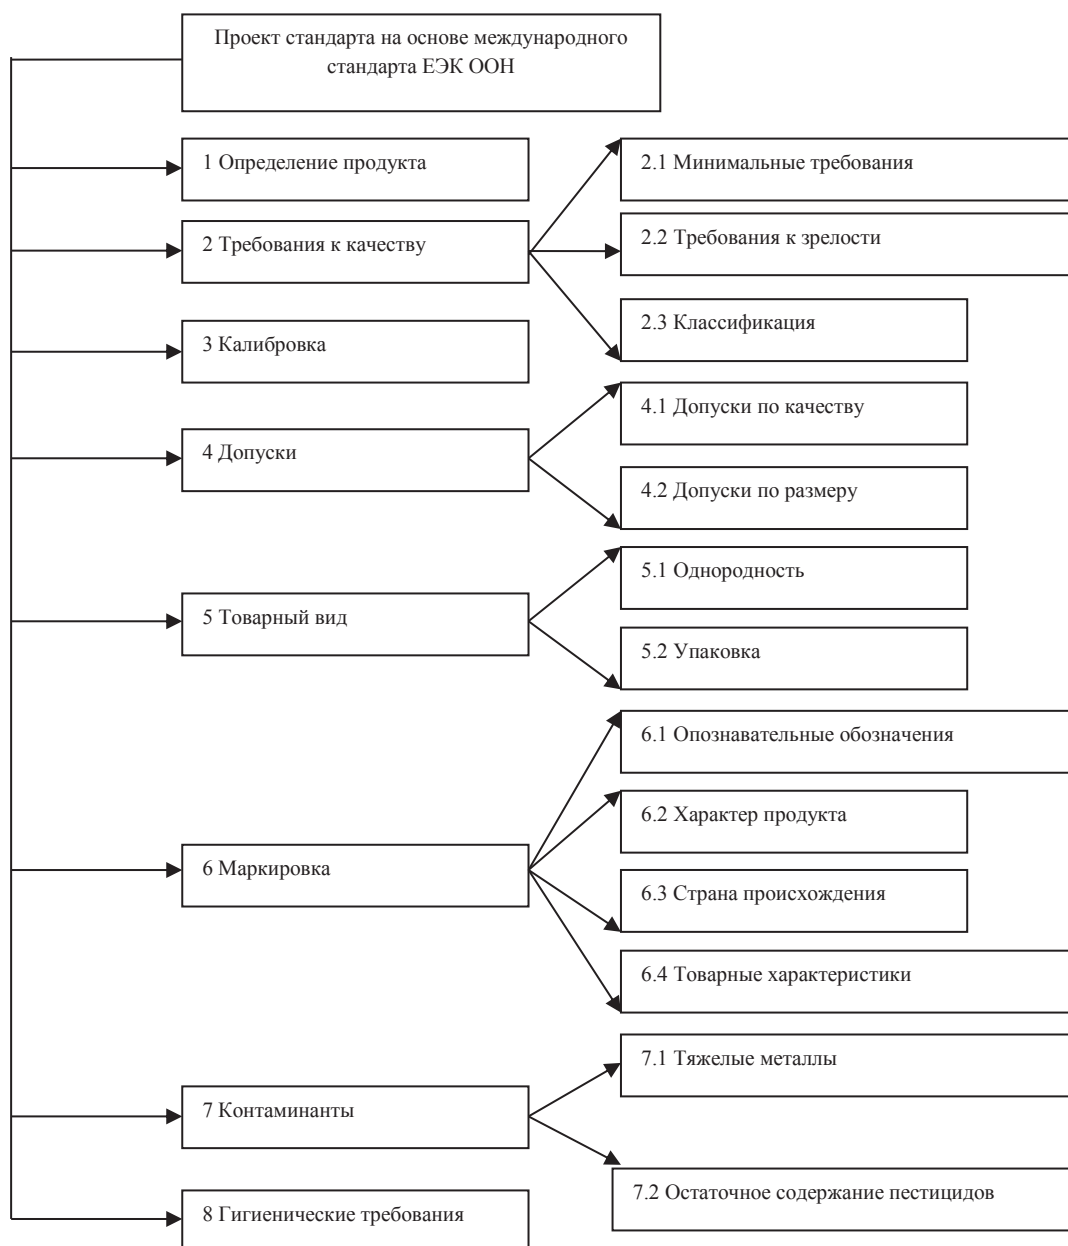 Проект стандарта на основе международного
стандарта ЕЭК ООН
1 Определение продукта
2.1 Минимальные требования
2 Требования к качеству
2.2 Требования к зрелости
2.3 Классификация
3 Калибровка
4.1 Допуски по качеству
4 Допуски
4.2 Допуски по размеру
5.1 Однородность
5 Товарный вид
5.2 Упаковка
6.1 Опознавательные обозначения
6.2 Характер продукта
6 Маркировка
6.3 Страна происхождения
6.4 Товарные характеристики
7.1 Тяжелые металлы
7 Контаминанты
7.2 Остаточное содержание пестицидов
8 Гигиенические требования